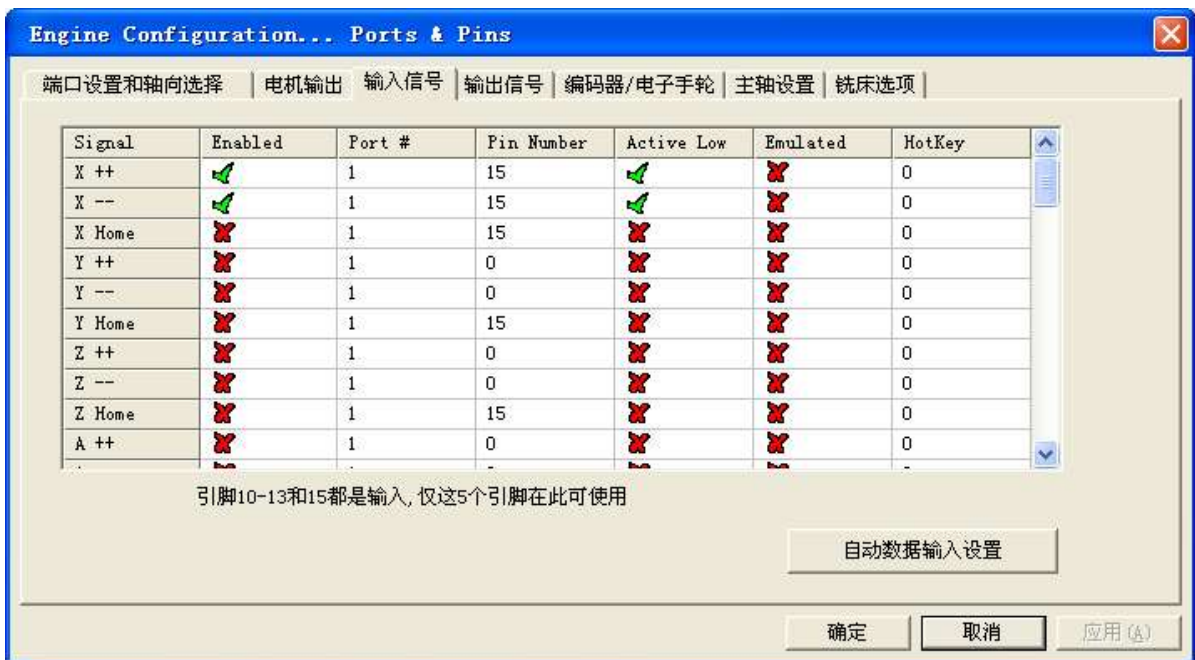 Engine Configuration... Ports & Pins
端口设置和轴向选择 电机输出 输入信号 输出信号 编码器/电子手轮 主轴设置 铣床选项
Signal Enabled Port # Pin Number Active Low Emulated HotKey
X ++ 1 15 0
X -- 1 15 0
X Home 1 15 0
Y ++ 1 0 0
Y -- 1 0 0
Y Home 1 15 0
Z ++ 1 0 0
Z -- 1 0 0
Z Home 1 15 0
A ++ 1 0 0
引脚10-13和15都是输入,仅这5个引脚在此可使用
自动数据输入设置
确定 取消 应用(A)